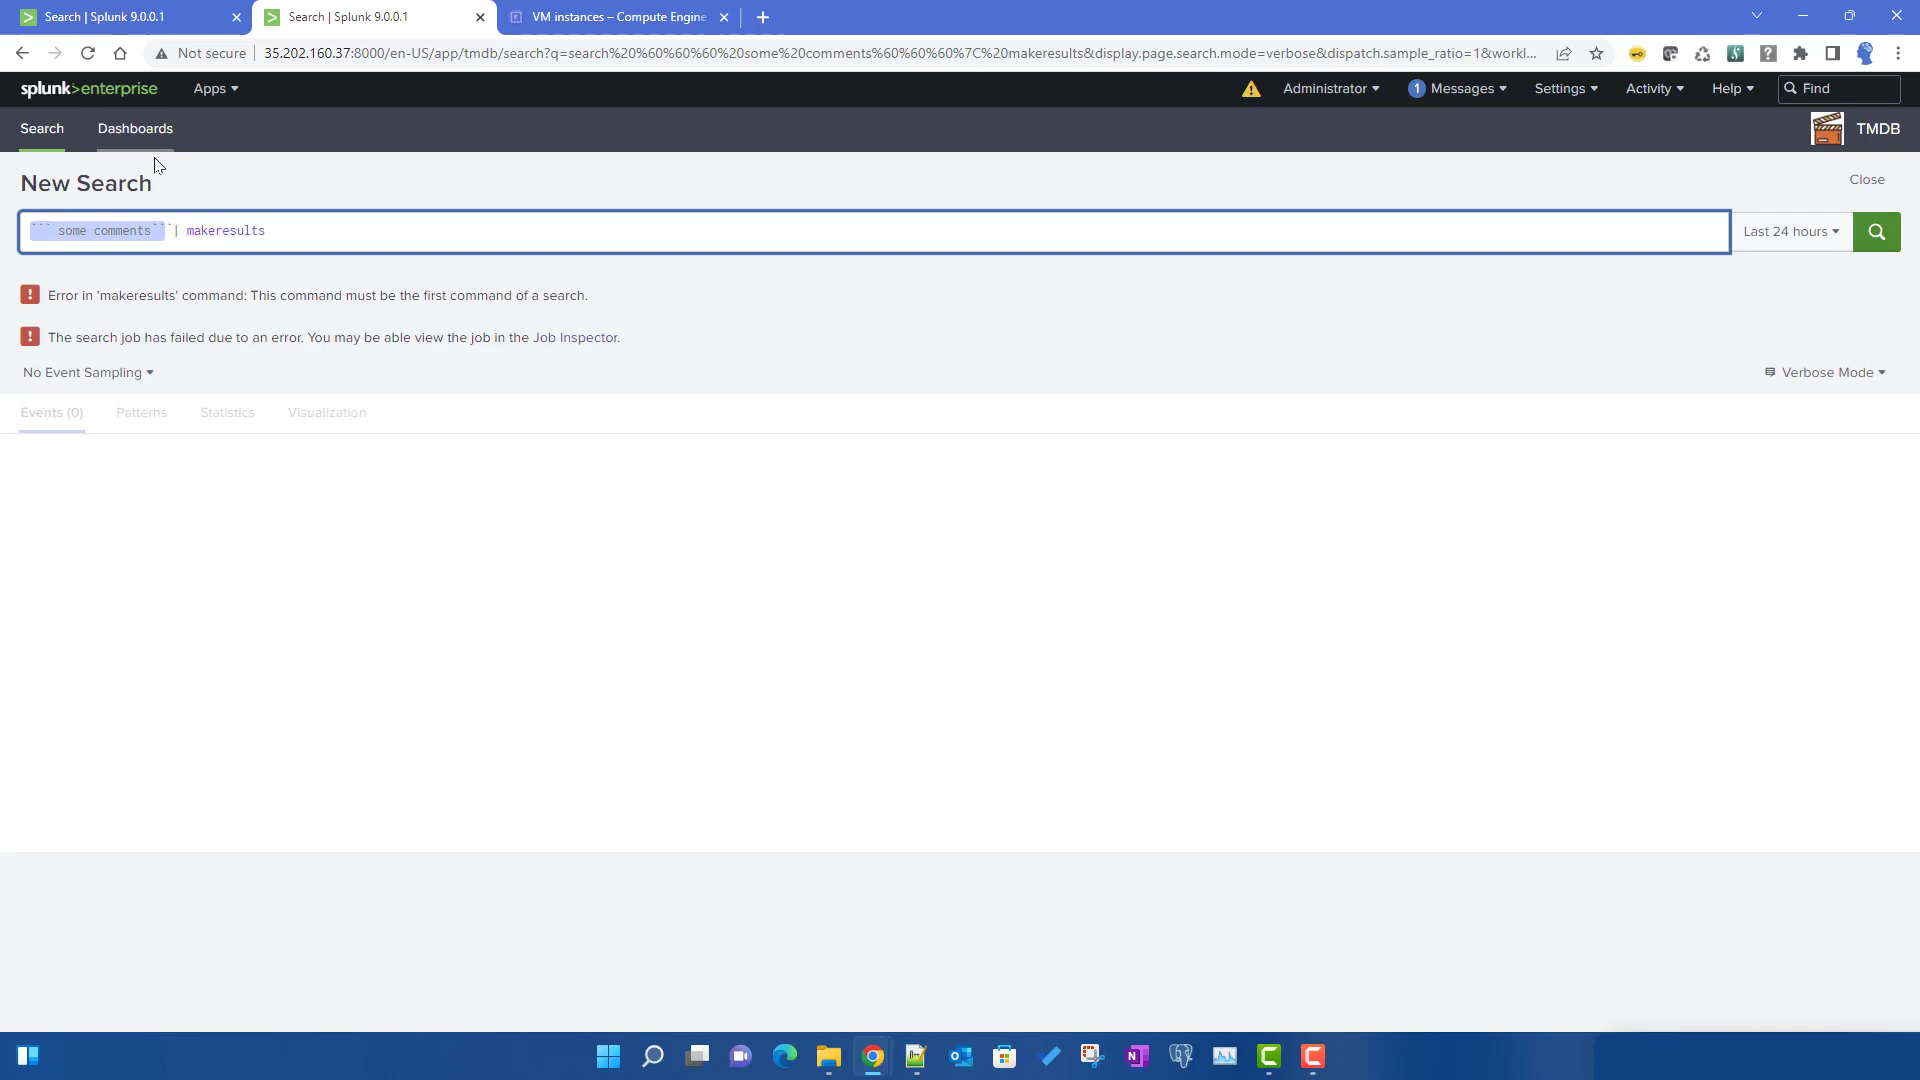 Search | Splunk 9.0.0.1
Search | Splunk 9.0.0.1
VM instances – Compute Engine
Not secure
35.202.160.37:8000/en-US/app/tmdb/search?q=search%20%60%60%60%20some%20comments%60%60%60%7C%20makeresults&display.page.search.mode=verbose&dispatch.sample_ratio=1&workl...
splunk>enterprise
Apps
Administrator
1 Messages
Settings
Activity
Help
Find
Search
Dashboards
TMDB
New Search
Close
``` some comments```| makeresults
Last 24 hours
Error in 'makeresults' command: This command must be the first command of a search.
The search job has failed due to an error. You may be able view the job in the Job Inspector.
No Event Sampling
Verbose Mode
Events (0)
Patterns
Statistics
Visualization